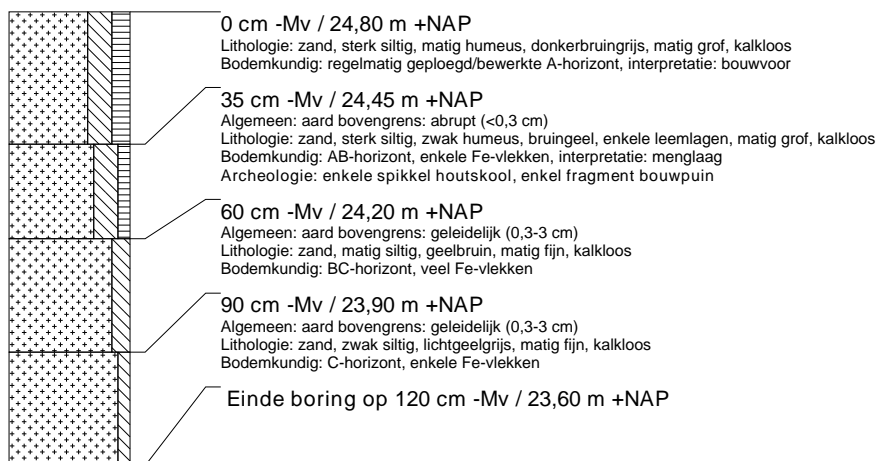 0 cm -Mv / 24,80 m +NAP
Lithologie: zand, sterk siltig, matig humeus, donkerbruingrijs, matig grof, kalkloos
Bodemkundig: regelmatig geploegd/bewerkte A-horizont, interpretatie: bouwvoor
35 cm -Mv / 24,45 m +NAP
Algemeen: aard bovengrens: abrupt (<0,3 cm)
Lithologie: zand, sterk siltig, zwak humeus, bruingeel, enkele leemlagen, matig grof, kalkloos
Bodemkundig: AB-horizont, enkele Fe-vlekken, interpretatie: menglaag
Archeologie: enkele spikkel houtskool, enkel fragment bouwpuin
60 cm -Mv / 24,20 m +NAP
Algemeen: aard bovengrens: geleidelijk (0,3-3 cm)
Lithologie: zand, matig siltig, geelbruin, matig fijn, kalkloos
Bodemkundig: BC-horizont, veel Fe-vlekken
90 cm -Mv / 23,90 m +NAP
Algemeen: aard bovengrens: geleidelijk (0,3-3 cm)
Lithologie: zand, zwak siltig, lichtgeelgrijs, matig fijn, kalkloos
Bodemkundig: C-horizont, enkele Fe-vlekken
Einde boring op 120 cm -Mv / 23,60 m +NAP